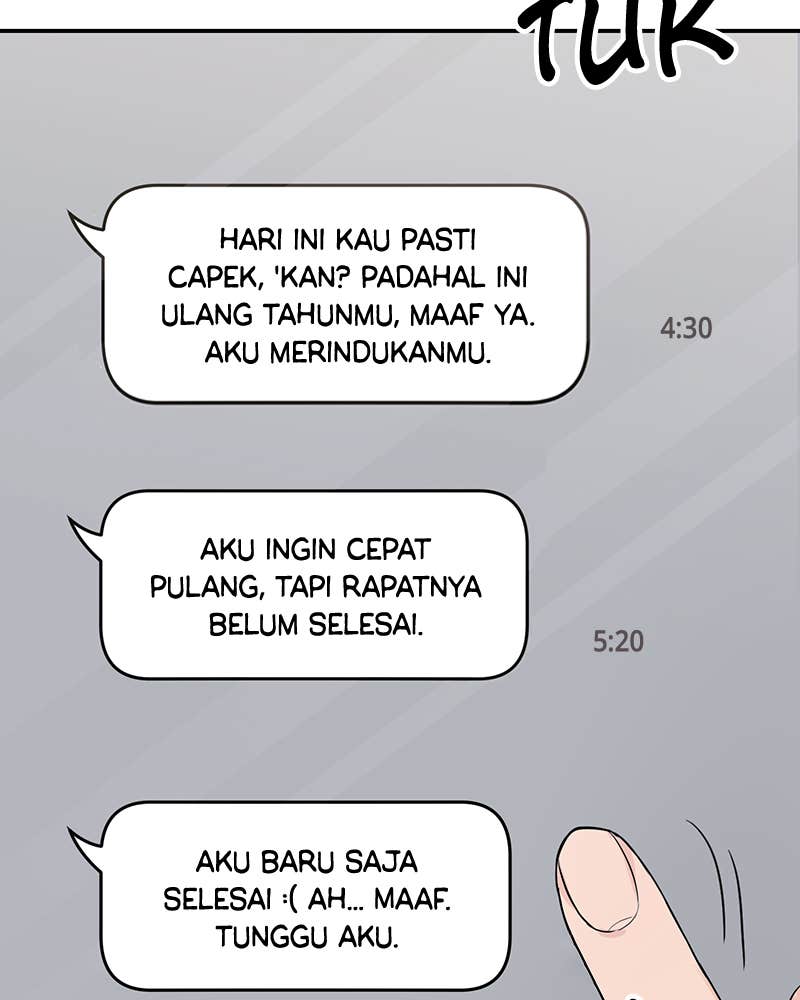 TUK
HARI INI KAU PASTI
CAPEK, 'KAN? PADAHAL INI
ULANG TAHUNMU, MAAF YA.
AKU MERINDUKANMU.
4:30
AKU INGIN CEPAT
PULANG, TAPI RAPATNYA
BELUM SELESAI.
5:20
AKU BARU SAJA
SELESAI :( AH... MAAF.
TUNGGU AKU.